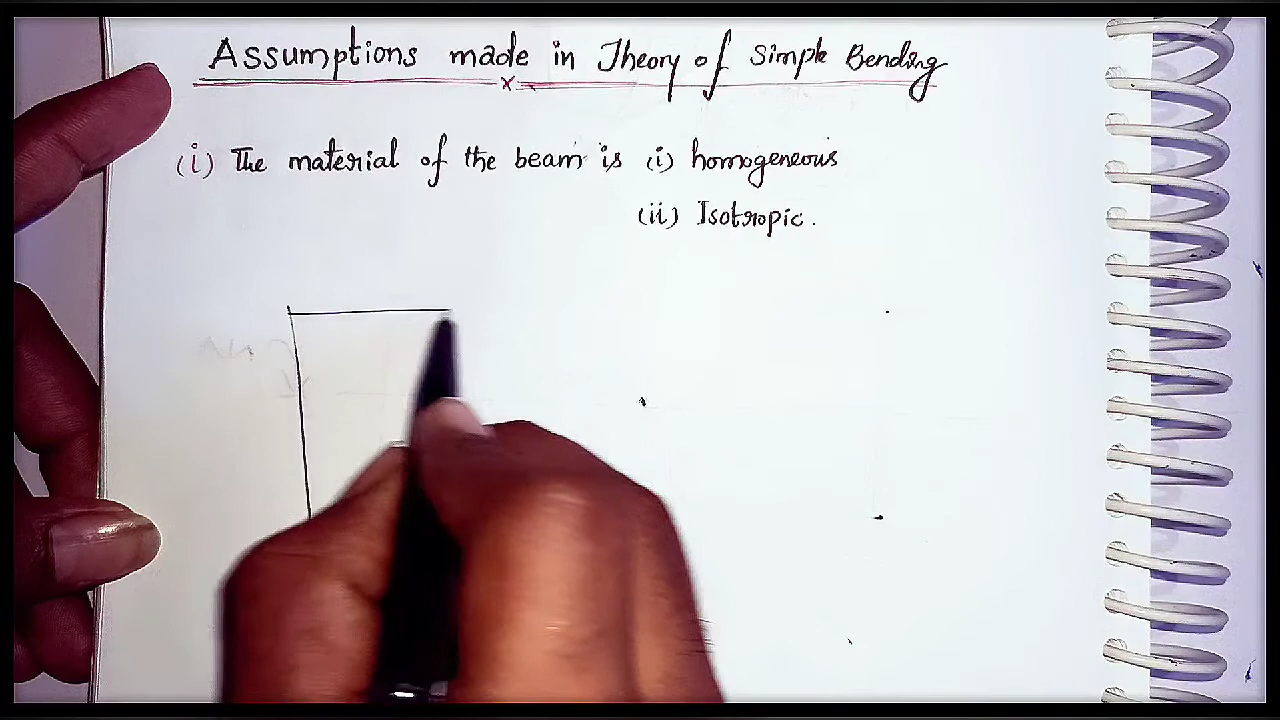 Assumptions made in Theory of Simple Bending
x
(i) The material of the beam is (i) homogeneous
(ii) Isotropic.